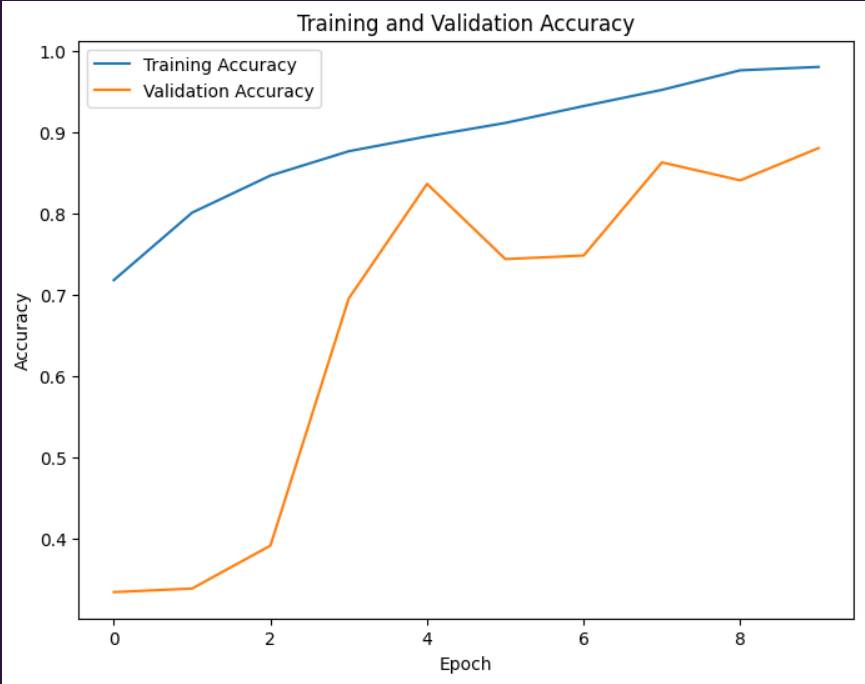 Training and Validation Accuracy
Training Accuracy
Validation Accuracy
1.0
0.9
0.8
0.7
0.6
0.5
0.4
Accuracy
0 2 4 6 8
Epoch